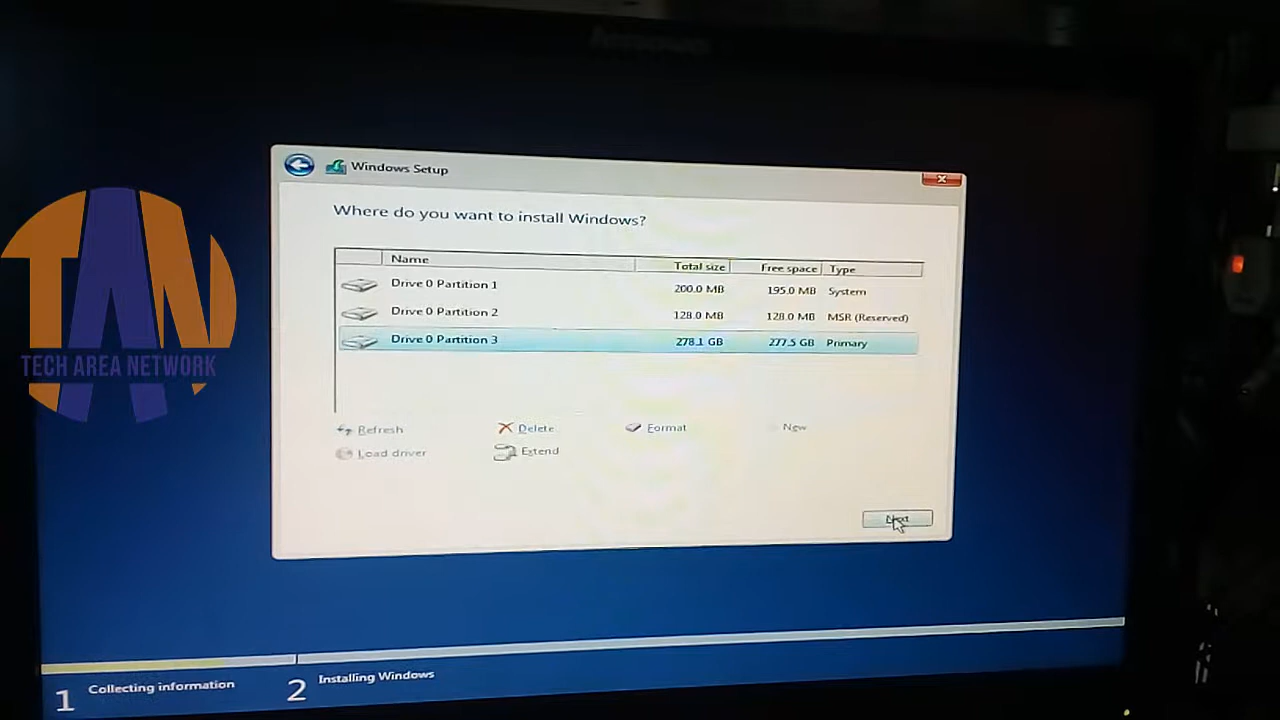 Windows Setup
Where do you want to install Windows?
Name Total size Free space Type
Drive 0 Partition 1 200.0 MB 195.0 MB System
Drive 0 Partition 2 128.0 MB 128.0 MB MSR (Reserved)
Drive 0 Partition 3 278.1 GB 277.5 GB Primary
Refresh Delete Format New
Load driver Extend
Next
1 Collecting information 2 Installing Windows
TAN
TECH AREA NETWORK